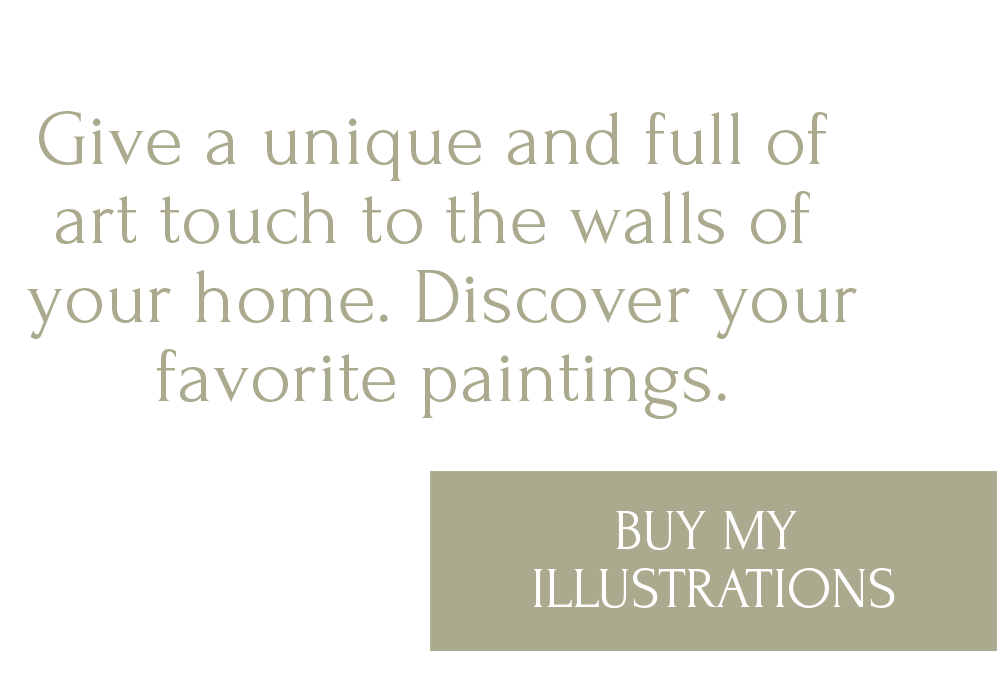 Give a unique and full of
art touch to the walls of
your home. Discover your
favorite paintings.
BUY MY
ILLUSTRATIONS